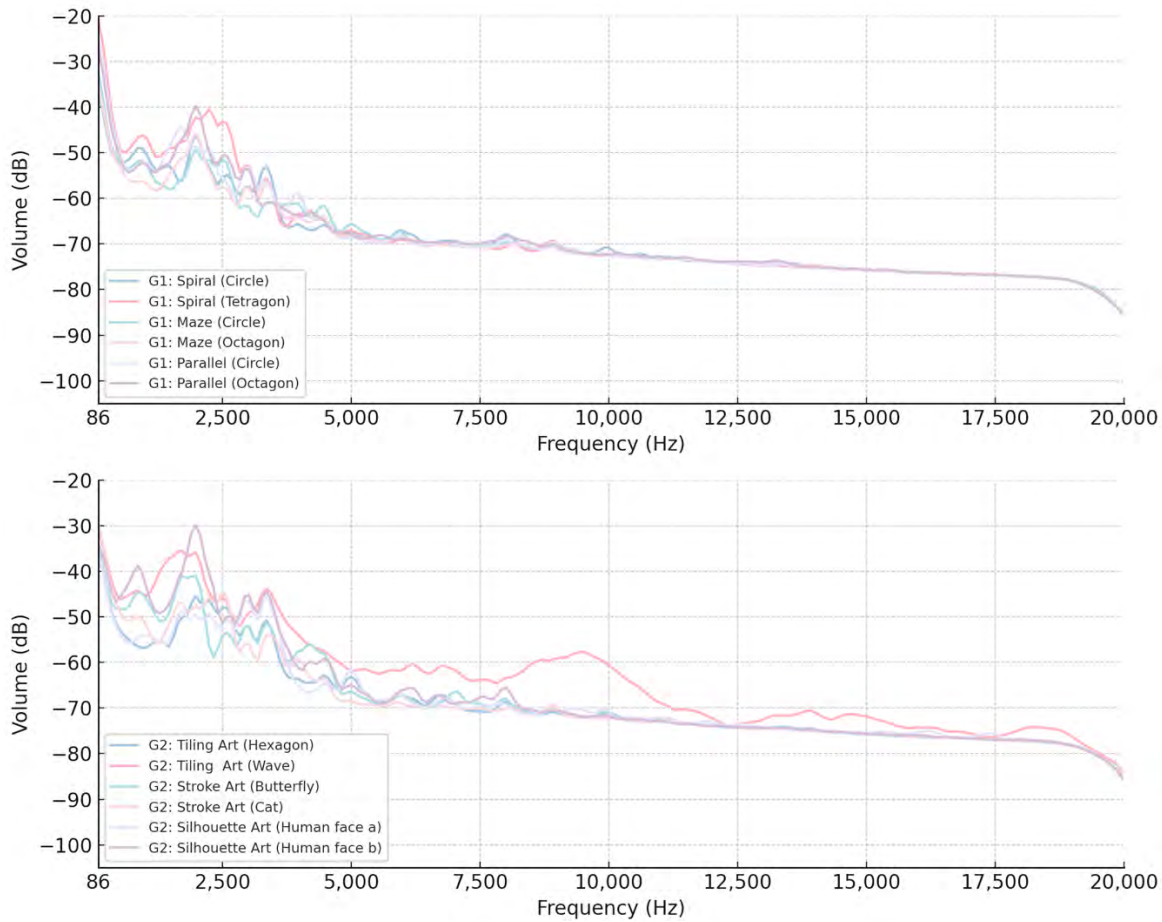 −20
−30
−40
−50
−60
−70
−80
−90
−100
Volume (dB)
G1: Spiral (Circle)
G1: Spiral (Tetragon)
G1: Maze (Circle)
G1: Maze (Octagon)
G1: Parallel (Circle)
G1: Parallel (Octagon)
86 2,500 5,000 7,500 10,000 12,500 15,000 17,500 20,000
Frequency (Hz)
−20
−30
−40
−50
−60
−70
−80
−90
−100
Volume (dB)
G2: Tiling Art (Hexagon)
G2: Tiling Art (Wave)
G2: Stroke Art (Butterfly)
G2: Stroke Art (Cat)
G2: Silhouette Art (Human face a)
G2: Silhouette Art (Human face b)
86 2,500 5,000 7,500 10,000 12,500 15,000 17,500 20,000
Frequency (Hz)